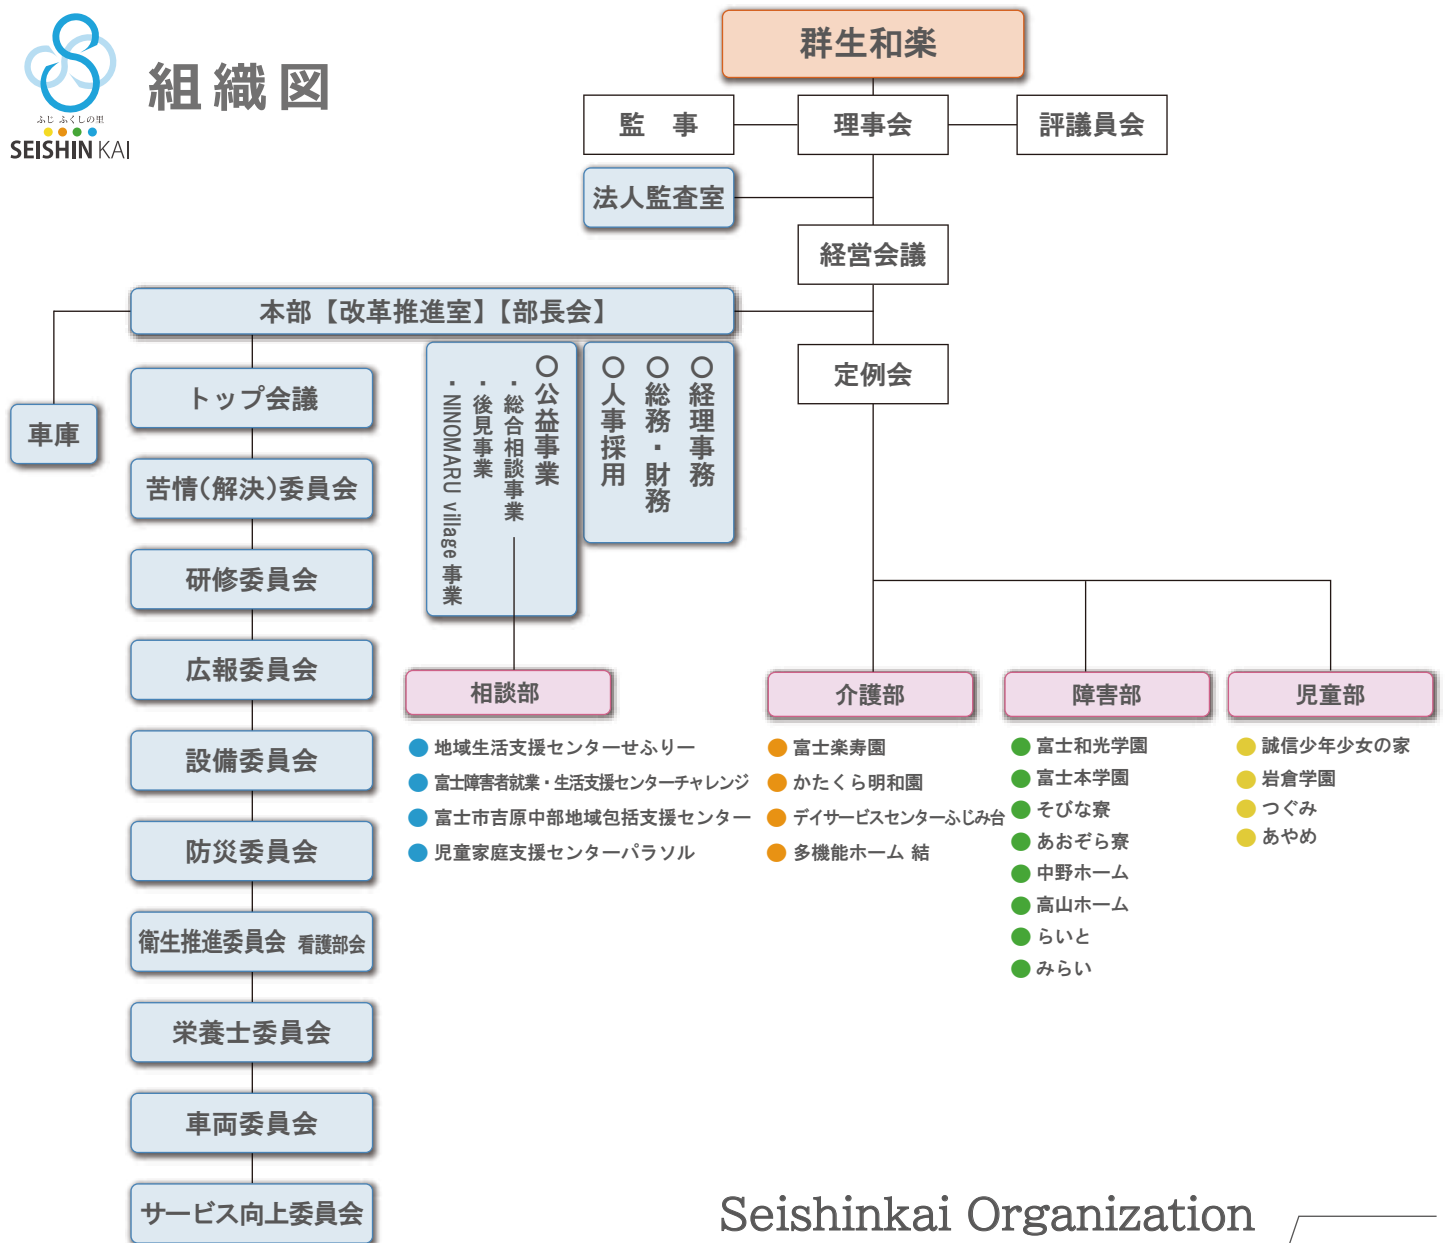 ふじ ふくしの里
SEISHIN KAI
組織図
群生和楽
監　事
理事会
評議員会
法人監査室
経営会議
本部【改革推進室】【部長会】
定例会
車庫
トップ会議
苦情(解決)委員会
研修委員会
広報委員会
設備委員会
防災委員会
衛生推進委員会 看護部会
栄養士委員会
車両委員会
サービス向上委員会
○経理事務
○総務・財務
○人事採用
○公益事業
・総合相談事業
・後見事業
・NINOMARU village 事業
相談部
● 地域生活支援センターせふりー
● 富士障害者就業・生活支援センターチャレンジ
● 富士市吉原中部地域包括支援センター
● 児童家庭支援センターパラソル
介護部
● 富士楽寿園
● かたくら明和園
● デイサービスセンターふじみ台
● 多機能ホーム 結
障害部
● 富士和光学園
● 富士本学園
● そびな寮
● あおぞら寮
● 中野ホーム
● 高山ホーム
● らいと
● みらい
児童部
● 誠信少年少女の家
● 岩倉学園
● つぐみ
● あやめ
Seishinkai Organization